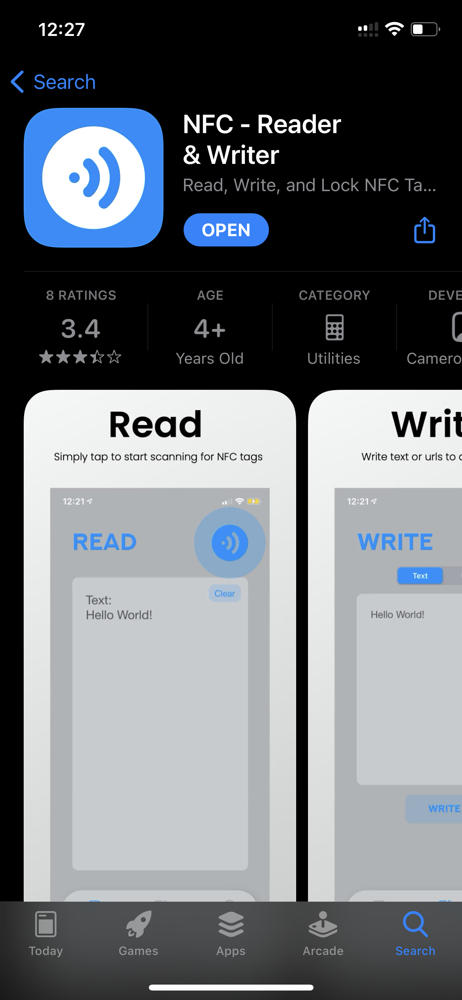 12:27
Search
NFC - Reader
& Writer
Read, Write, and Lock NFC Ta...
OPEN
8 RATINGS
AGE
CATEGORY
DEVE
3.4
4+
Years Old
Utilities
Camero
Read
Simply tap to start scanning for NFC tags
12:21
READ
Clear
Text:
Hello World!
Writ
Write text or urls to
12:21
WRITE
Text
Hello World!
WRITE
Today
Games
Apps
Arcade
Search